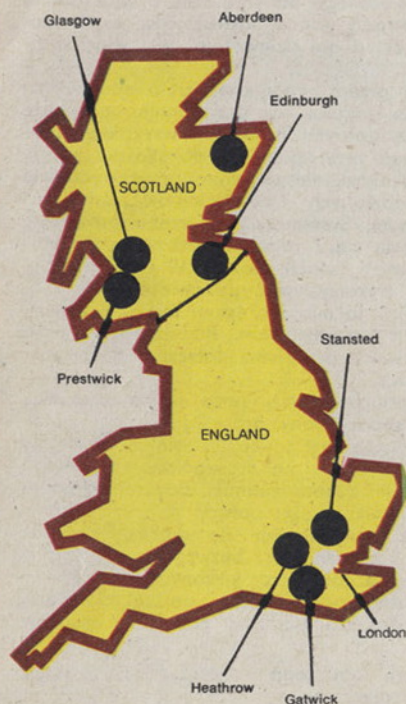 Glasgow
Aberdeen
Edinburgh
SCOTLAND
Stansted
Prestwick
ENGLAND
London
Heathrow
Gatwick